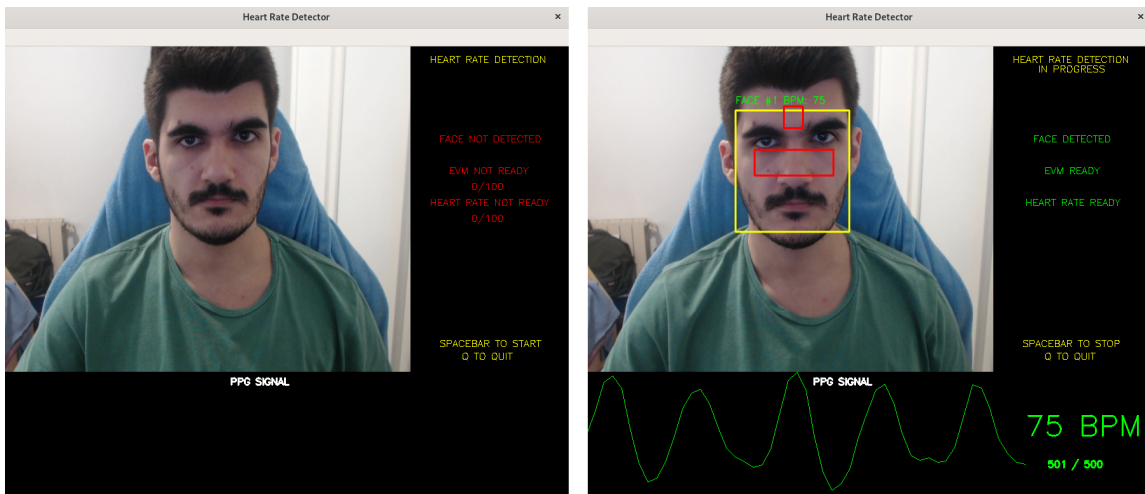 Heart Rate Detector ×
HEART RATE DETECTION
FACE NOT DETECTED
EVM NOT READY
0/100
HEART RATE NOT READY
0/100
SPACEBAR TO START
Q TO QUIT
PPG SIGNAL
Heart Rate Detector ×
HEART RATE DETECTION
IN PROGRESS
FACE #1 BPM: 75
FACE DETECTED
EVM READY
HEART RATE READY
SPACEBAR TO STOP
Q TO QUIT
PPG SIGNAL
75 BPM
501 / 500